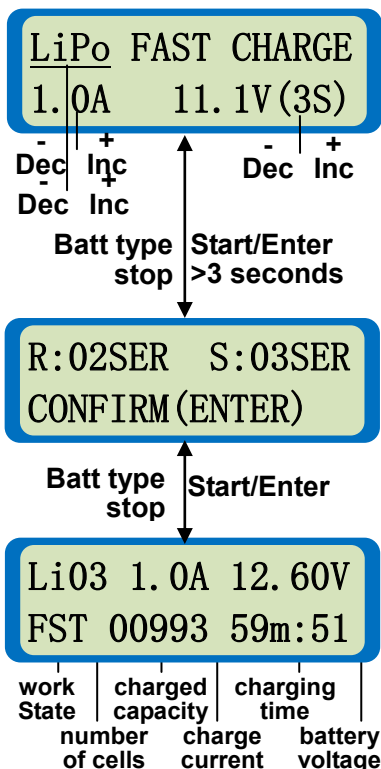 LiPo FAST CHARGE
1.0A 11.1V(3S)
- + - +
Dec Inc Dec Inc
- +
Dec Inc
Batt type Start/Enter
stop >3 seconds
R:02SER S:03SER
CONFIRM(ENTER)
Batt type Start/Enter
stop
Li03 1.0A 12.60V
FST 00993 59m:51
work charged charging
State capacity time
number charge battery
of cells current voltage